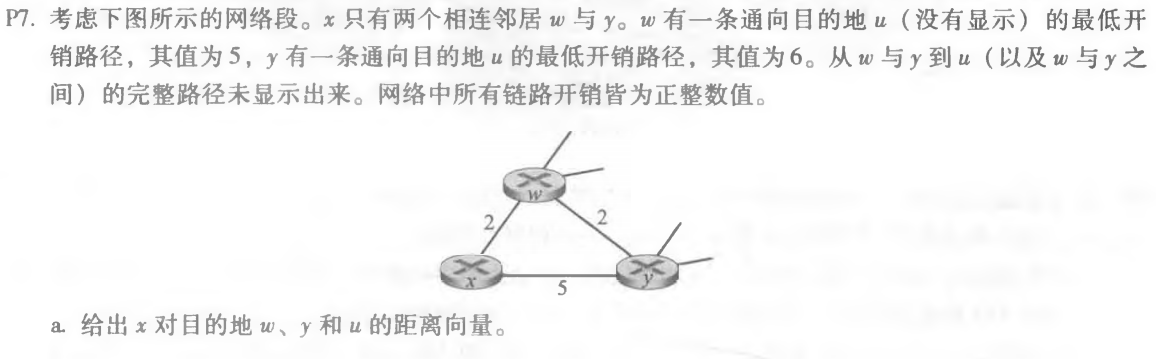 P7. 考虑下图所示的网络段。x 只有两个相连邻居 w 与 y。w 有一条通向目的地 u（没有显示）的最低开
销路径，其值为 5，y 有一条通向目的地 u 的最低开销路径，其值为 6。从 w 与 y 到 u（以及 w 与 y 之
间）的完整路径未显示出来。网络中所有链路开销皆为正整数值。
w
2
2
x
y
5
a. 给出 x 对目的地 w、y 和 u 的距离向量。